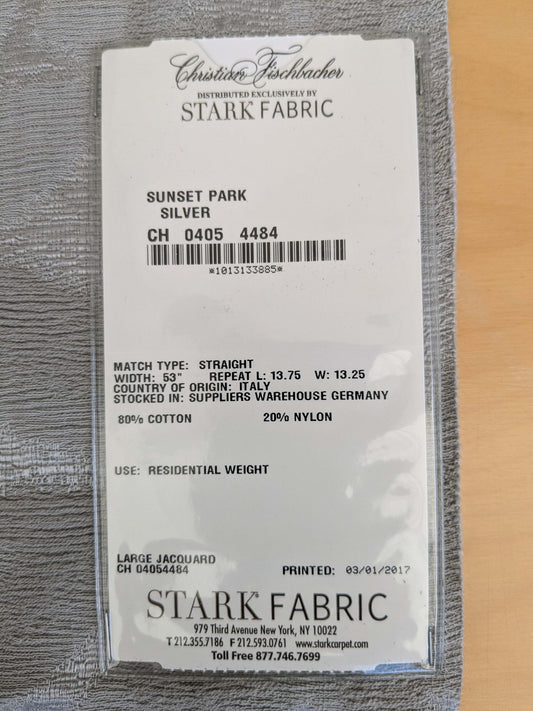 Christian Fischbacher
DISTRIBUTED EXCLUSIVELY BY
STARK FABRIC
SUNSET PARK
SILVER
CH 0405 4484
*1013133885*
MATCH TYPE: STRAIGHT
WIDTH: 53" REPEAT L: 13.75 W: 13.25
COUNTRY OF ORIGIN: ITALY
STOCKED IN: SUPPLIERS WAREHOUSE GERMANY
80% COTTON 20% NYLON
USE: RESIDENTIAL WEIGHT
LARGE JACQUARD
CH 04054484 PRINTED: 03/01/2017
STARK® FABRIC
979 Third Avenue New York, NY 10022
T 212.355.7186 F 212.593.0761 www.starkcarpet.com
Toll Free 877.746.7699